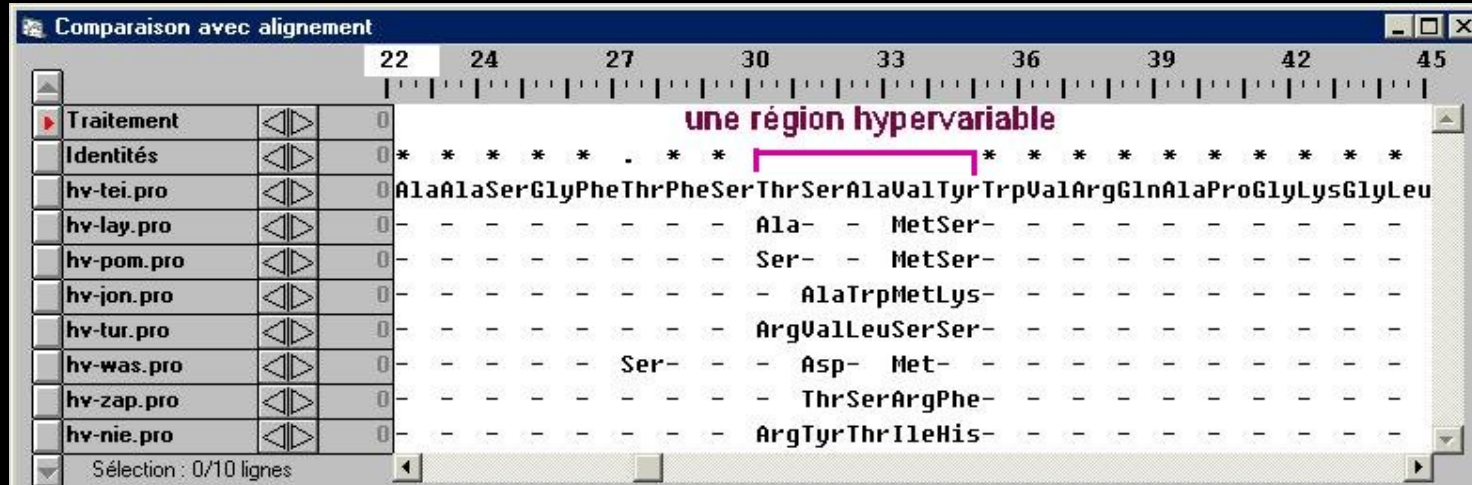 Comparaison avec alignement
22 24 27 30 33 36 39 42 45
Traitement 0 une région hypervariable
Identités 0 * * * * * . * * * * * * * * * * * *
hv-tei.pro 0 AlaAlaSerGlyPheThrPheSerThrSerAlaValTyrTrpValArgGlnAlaProGlyLysGlyLeu
hv-lay.pro 0 - - - - - - - - Ala- - MetSer- - - - - - - - - -
hv-pom.pro 0 - - - - - - - - Ser- - MetSer- - - - - - - - - -
hv-jon.pro 0 - - - - - - - - - AlaTrpMetLys- - - - - - - - - -
hv-tur.pro 0 - - - - - - - - ArgValLeuSerSer- - - - - - - - - -
hv-was.pro 0 - - - - - Ser- - - Asp- Met- - - - - - - - - - -
hv-zap.pro 0 - - - - - - - - - ThrSerArgPhe- - - - - - - - - -
hv-nie.pro 0 - - - - - - - - ArgTyrThrIleHis- - - - - - - - - -
Sélection : 0/10 lignes